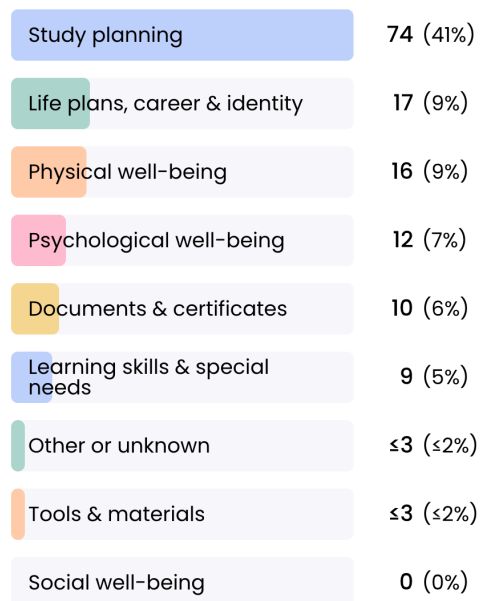 Study planning 74 (41%)
Life plans, career & identity 17 (9%)
Physical well-being 16 (9%)
Psychological well-being 12 (7%)
Documents & certificates 10 (6%)
Learning skills & special
needs 9 (5%)
Other or unknown ≤3 (≤2%)
Tools & materials ≤3 (≤2%)
Social well-being 0 (0%)